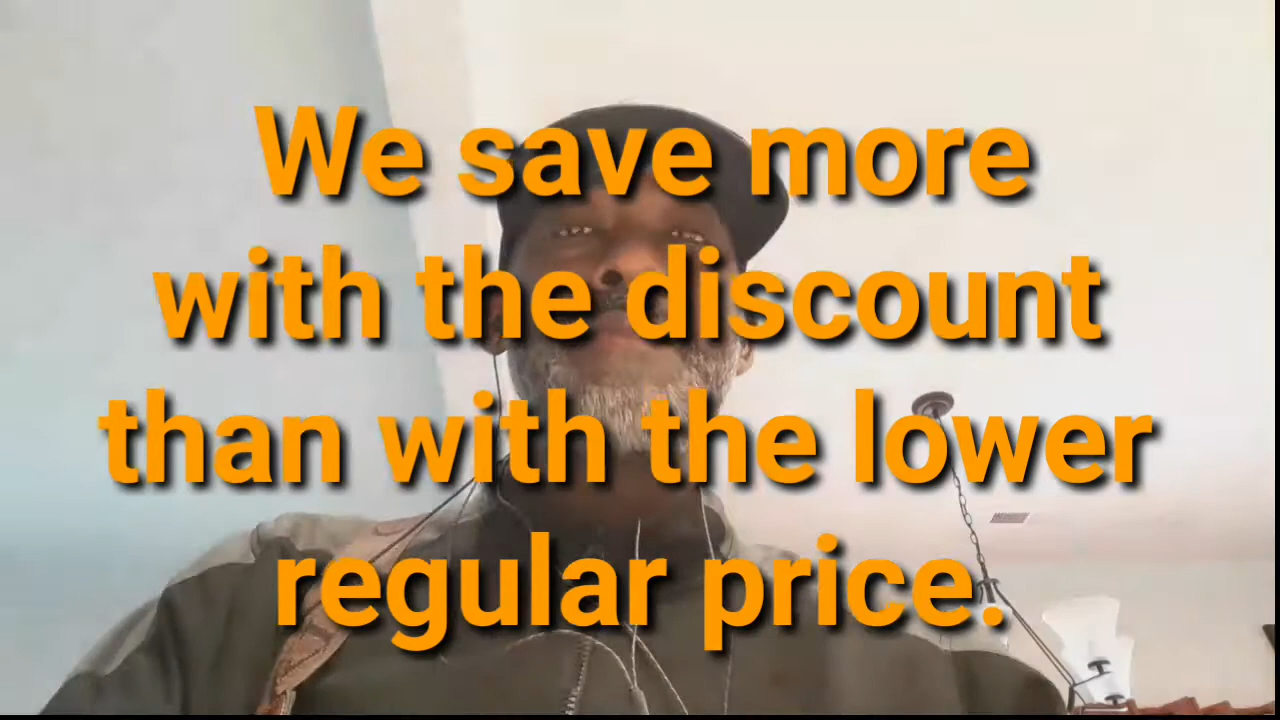 We save more
with the discount
than with the lower
regular price.